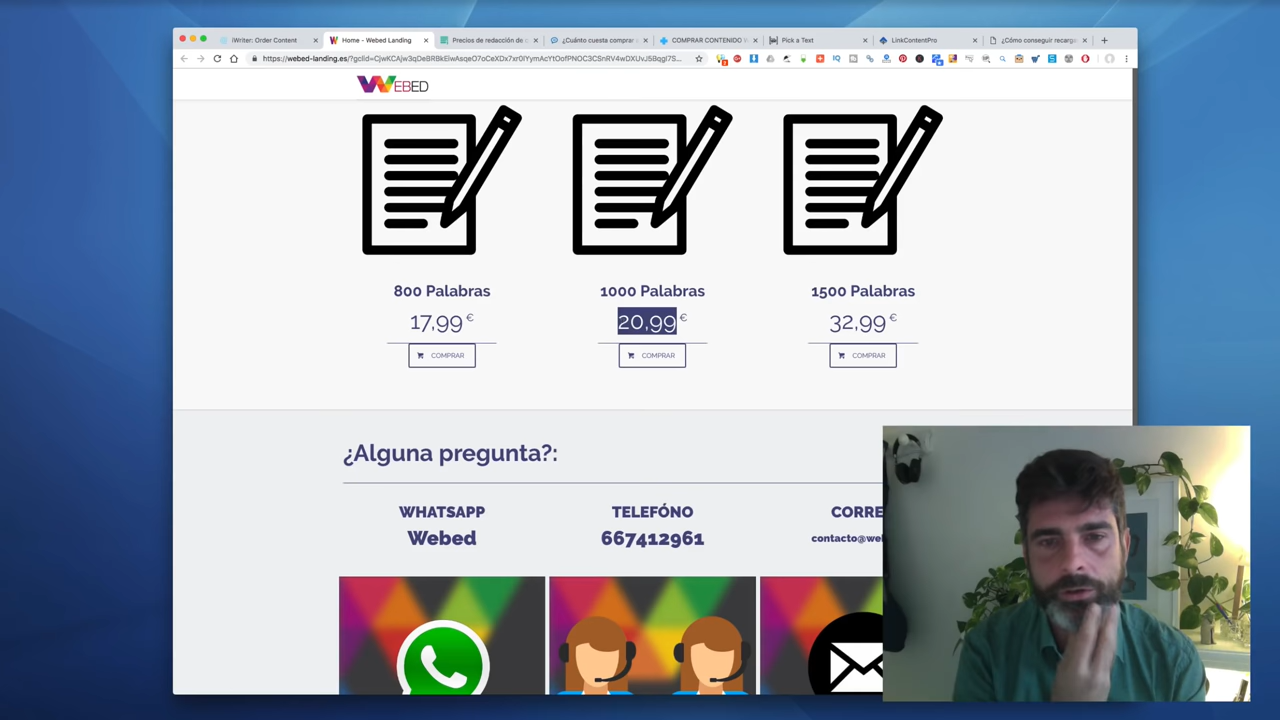 iWriter: Order Content
Home - Webed Landing
Precios de redacción de c
¿Cuánto cuesta comprar
COMPRAR CONTENIDO
Pick a Text
LinkContentPro
¿Cómo conseguir recarga
WEBED
800 Palabras
1000 Palabras
1500 Palabras
17,99 €
20,99 €
32,99 €
COMPRAR
COMPRAR
COMPRAR
¿Alguna pregunta?:
WHATSAPP
TELEFÓNO
CORRE
Webed
667412961
contacto@we